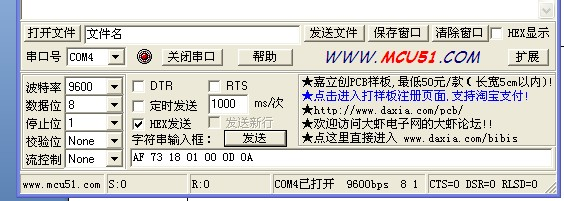 打开文件 文件名 发送文件 保存窗口 清除窗口 HEX显示
串口号 COM4 关闭串口 帮助 WWW.MCU51.COM 扩展
波特率 9600 DTR RTS
数据位 8 定时发送 1000 ms/次
停止位 1 HEX发送 发送新行
校验位 None 字符串输入框: 发送
流控制 None AF 73 18 01 00 0D 0A
★嘉立创PCB样板,最低50元/款(长宽5cm以内)!
★点击进入打样板注册页面,支持淘宝支付!
★http://www.daxia.com/pcb/
★欢迎访问大虾电子网的大虾论坛!!
★点这里直接进入 www.daxia.com/bibis
www.mcu51.com S:0 R:0 COM4已打开 9600bps 8 1 CTS=0 DSR=0 RLSD=0